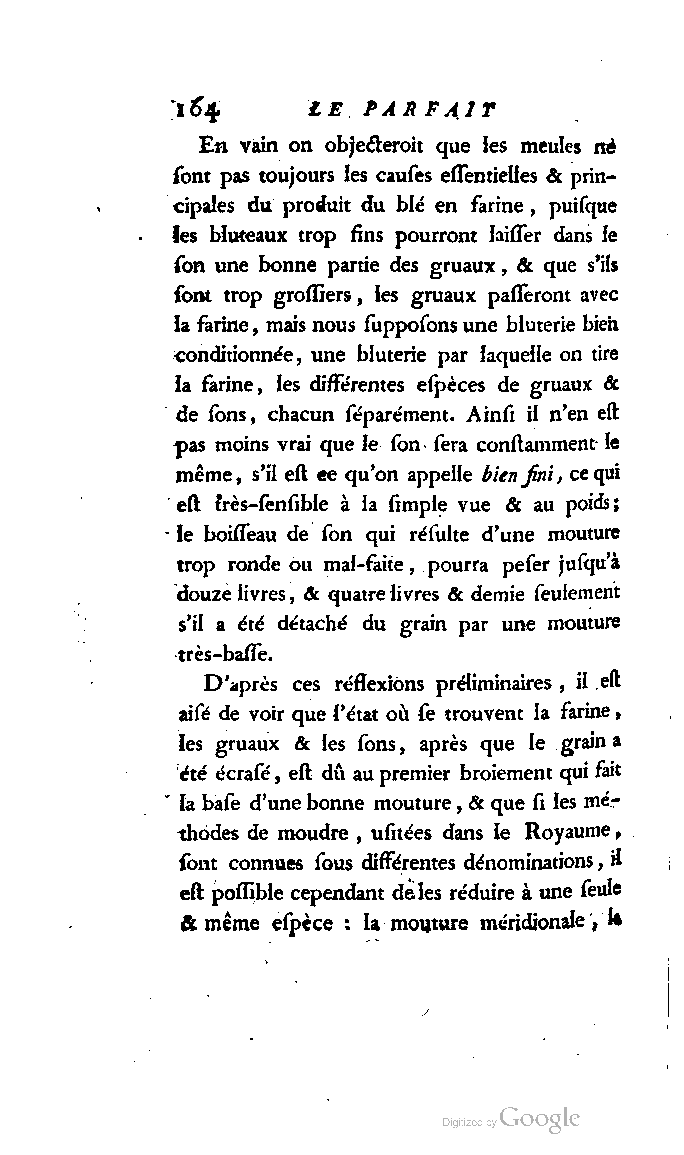 164 LE PARFAIT
En vain on objecteroit que les meules ne
ſont pas toujours les cauſes eſſentielles & prin-
cipales du produit du blé en farine, puiſque
les bluteaux trop fins pourront laiſſer dans le
ſon une bonne partie des gruaux, & que s'ils
ſont trop groſſiers, les gruaux paſſeront avec
la farine, mais nous ſuppoſons une bluterie bien
conditionnée, une bluterie par laquelle on tire
la farine, les différentes eſpèces de gruaux &
de ſons, chacun ſéparément. Ainſi il n'en eſt
pas moins vrai que le ſon ſera conſtamment le
même, s'il eſt ce qu'on appelle bien fini, ce qui
eſt très-ſenſible à la ſimple vue & au poids;
le boiſſeau de ſon qui réſulte d'une mouture
trop ronde ou mal-faite, pourra peſer juſqu'à
douze livres, & quatre livres & demie ſeulement
s'il a été détaché du grain par une mouture
très-baſſe.
D'après ces réflexions préliminaires, il eſt
aiſé de voir que l'état où ſe trouvent la farine,
les gruaux & les ſons, après que le grain a
été écraſé, eſt dû au premier broiement qui fait
la baſe d'une bonne mouture, & que ſi les mé-
thodes de moudre, uſitées dans le Royaume,
ſont connues ſous différentes dénominations, il
eſt poſſible cependant de les réduire à une ſeule
& même eſpèce : la mouture méridionale, la
Digitized by Google